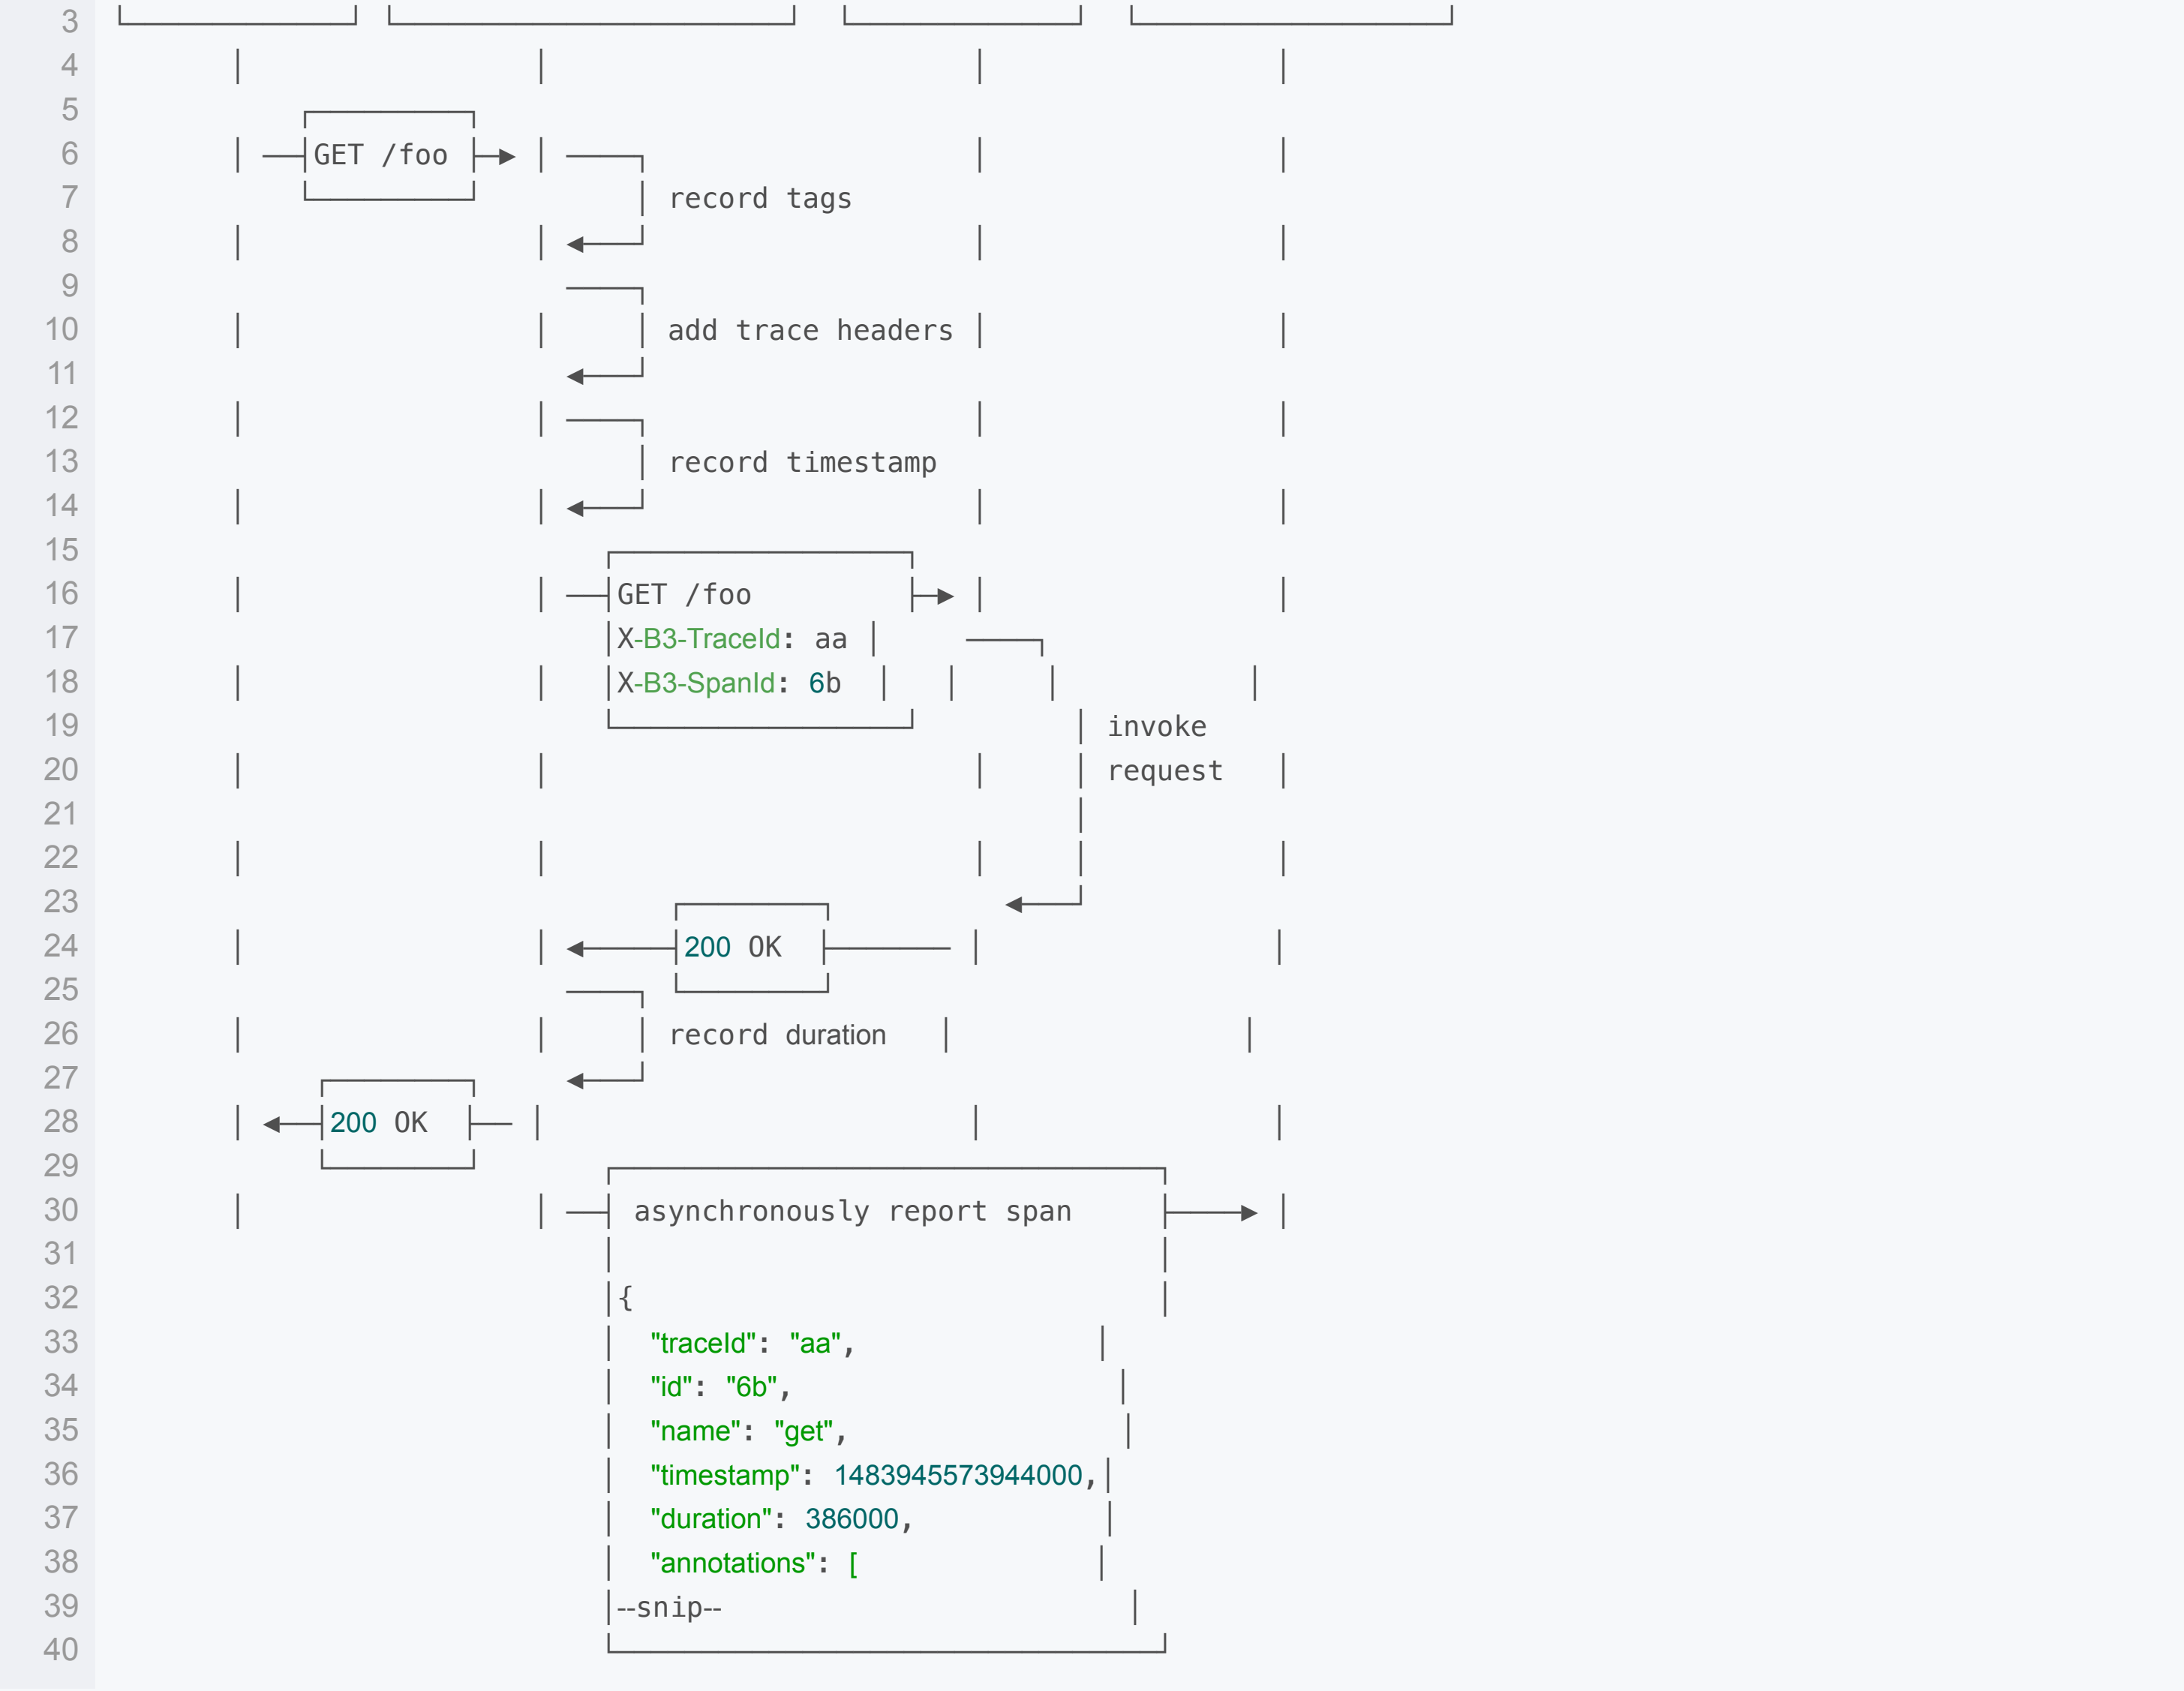 3
4
5
6 GET /foo
7 record tags
8
9
10 add trace headers
11
12
13 record timestamp
14
15
16 GET /foo
17 X-B3-TraceId: aa
18 X-B3-SpanId: 6b
19 invoke
20 request
21
22
23
24 200 OK
25
26 record duration
27
28 200 OK
29
30 asynchronously report span
31
32 {
33 "traceId": "aa",
34 "id": "6b",
35 "name": "get",
36 "timestamp": 1483945573944000,
37 "duration": 386000,
38 "annotations": [
39 --snip--
40